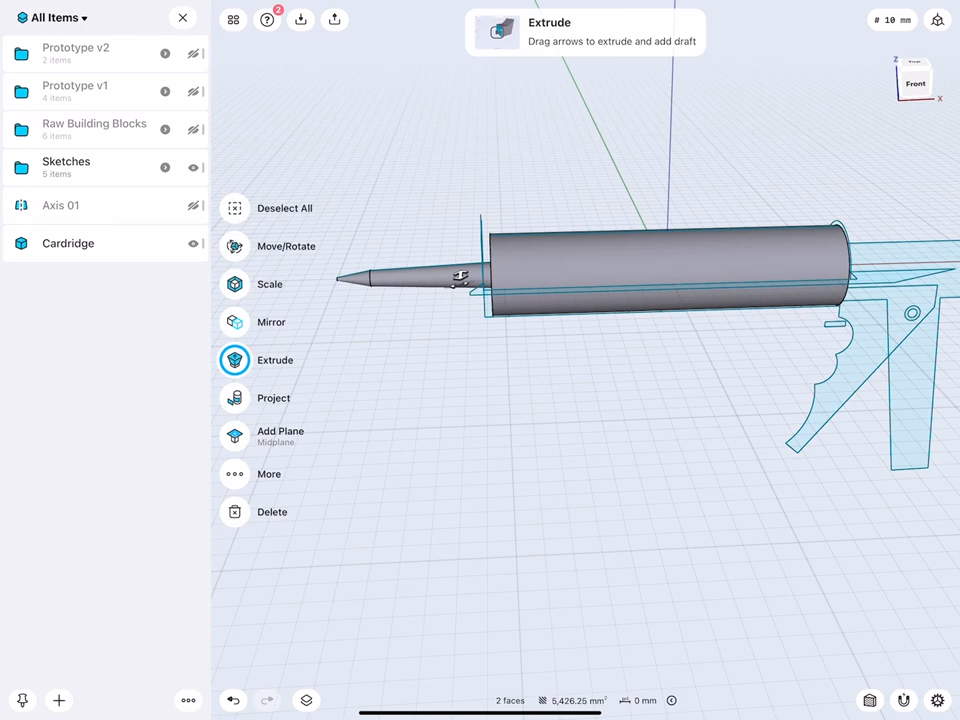 All Items
Prototype v2
2 items
Prototype v1
4 items
Raw Building Blocks
6 items
Sketches
5 items
Axis 01
Cardridge
2
Extrude
Drag arrows to extrude and add draft
# 10 mm
Z
Front
X
Deselect All
Move/Rotate
Scale
Mirror
Extrude
Project
Add Plane
Midplane
More
Delete
2 faces 5,426.25 mm² 0 mm